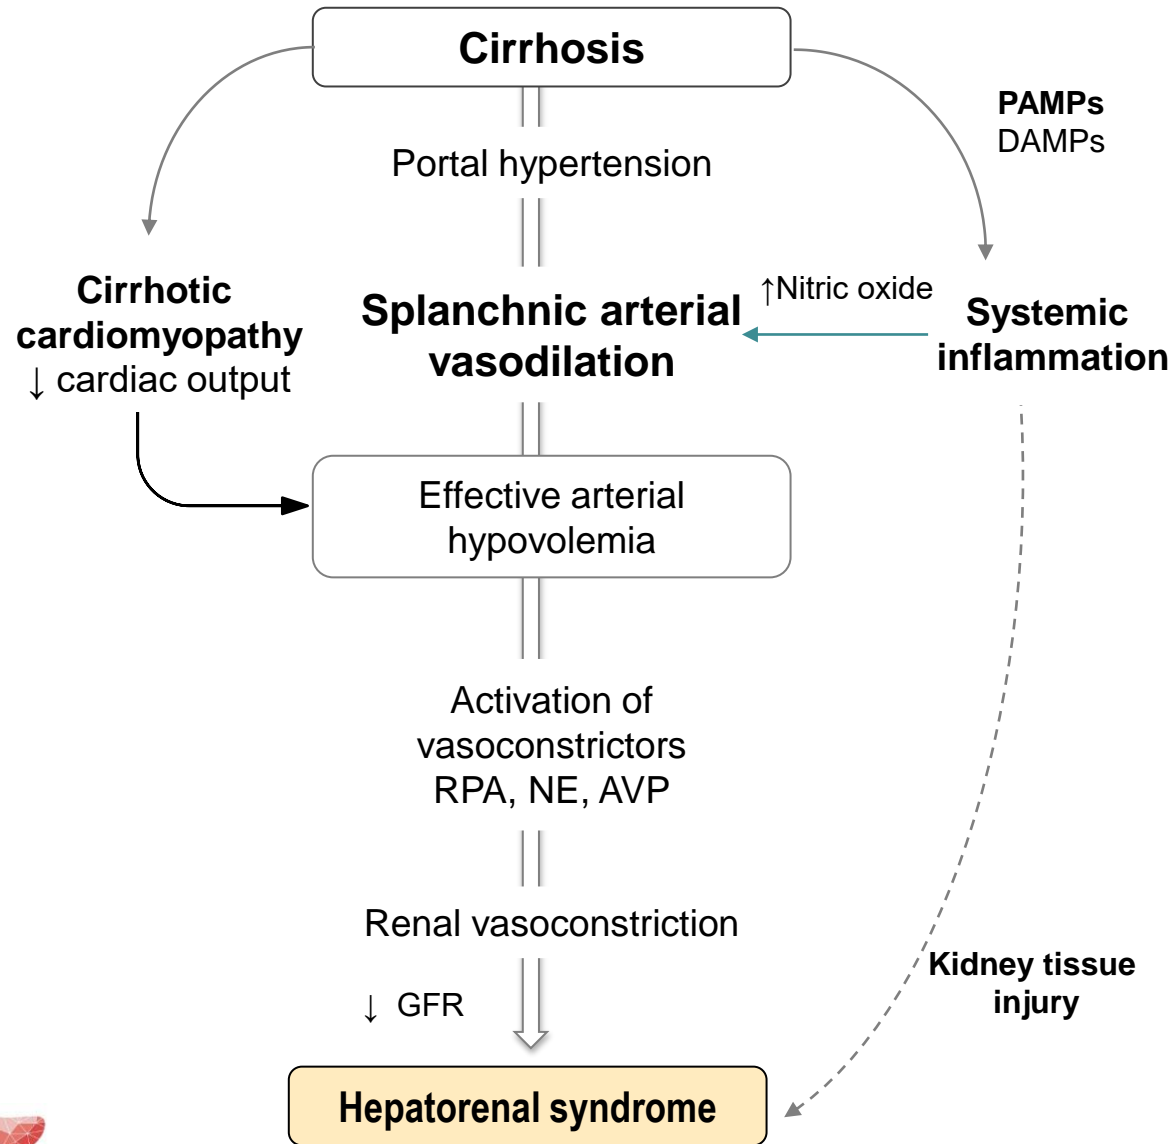 Cirrhosis
PAMPs
DAMPs
Portal hypertension
Cirrhotic
cardiomyopathy
↓ cardiac output
Splanchnic arterial
vasodilation
↑Nitric oxide
Systemic
inflammation
Effective arterial
hypovolemia
Activation of
vasoconstrictors
RPA, NE, AVP
Renal vasoconstriction
↓ GFR
Kidney tissue
injury
Hepatorenal syndrome